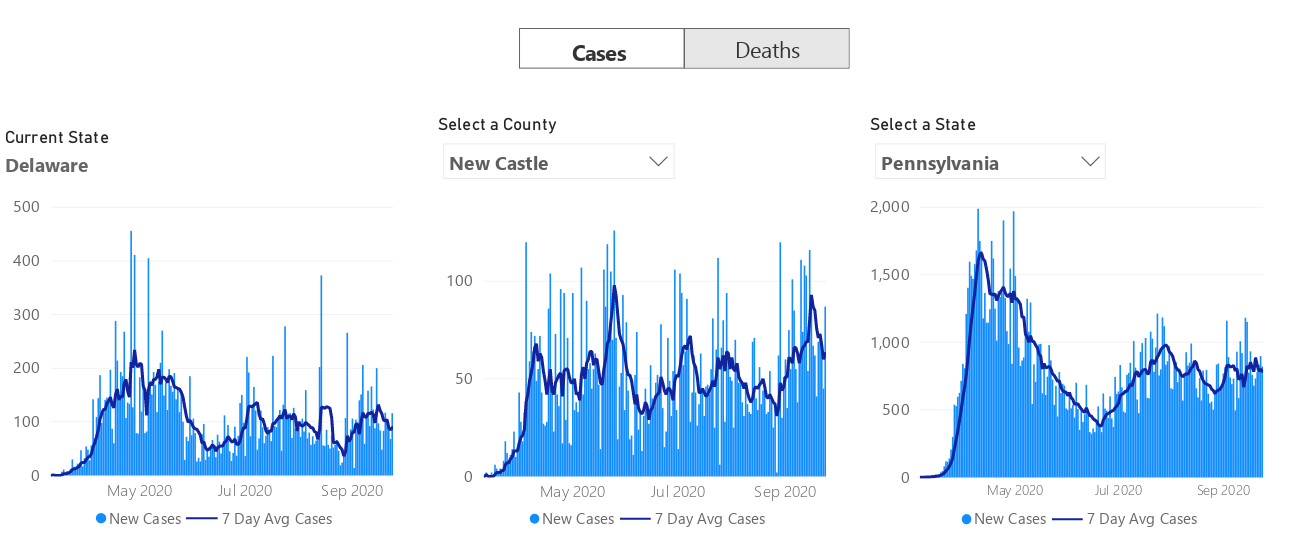 Cases Deaths
Current State
Delaware
500
400
300
200
100
0
May 2020 Jul 2020 Sep 2020
New Cases 7 Day Avg Cases
Select a County
New Castle
100
50
0
May 2020 Jul 2020 Sep 2020
New Cases 7 Day Avg Cases
Select a State
Pennsylvania
2,000
1,500
1,000
500
0
May 2020 Jul 2020 Sep 2020
New Cases 7 Day Avg Cases